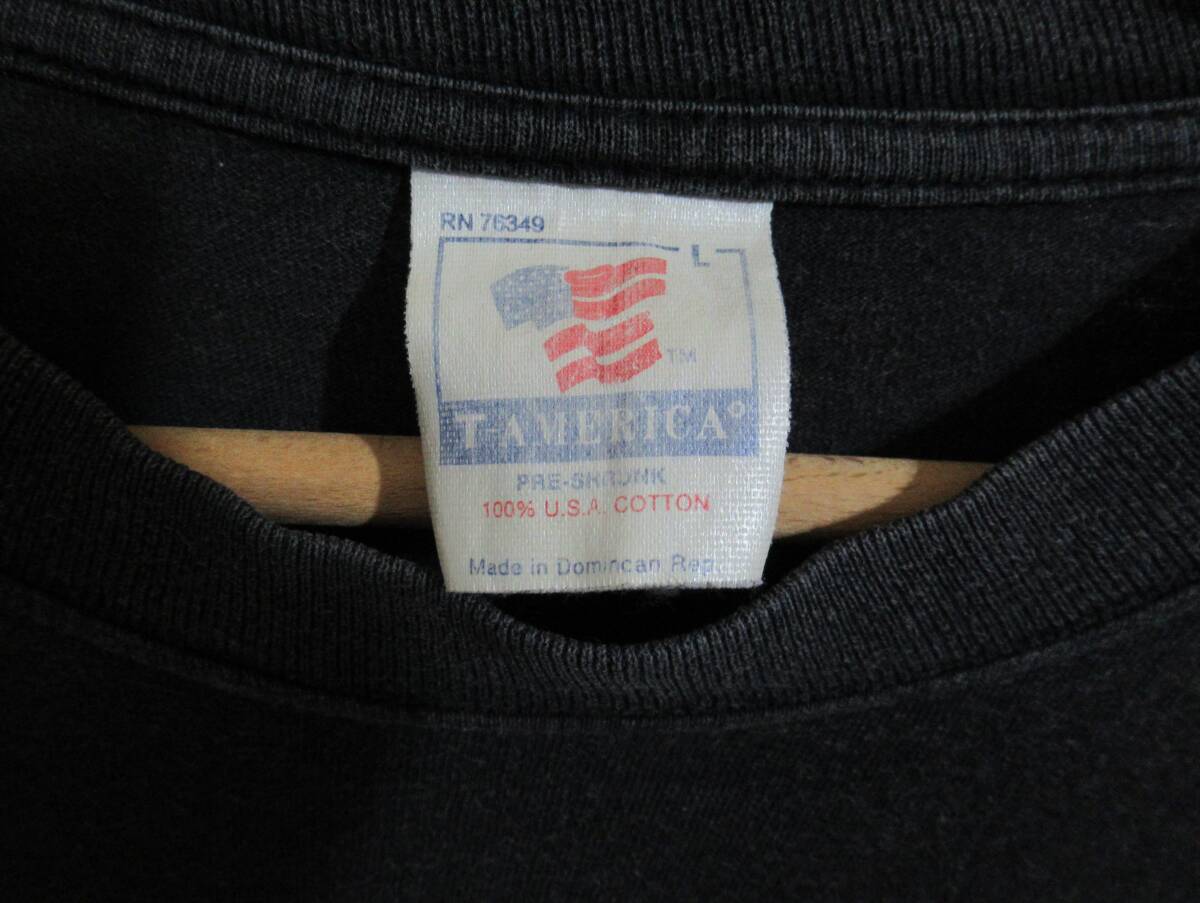 RN 76349
L
TM
T-AMERICA®
PRE-SHRUNK
100% U.S.A. COTTON
Made in Domincan Rep.